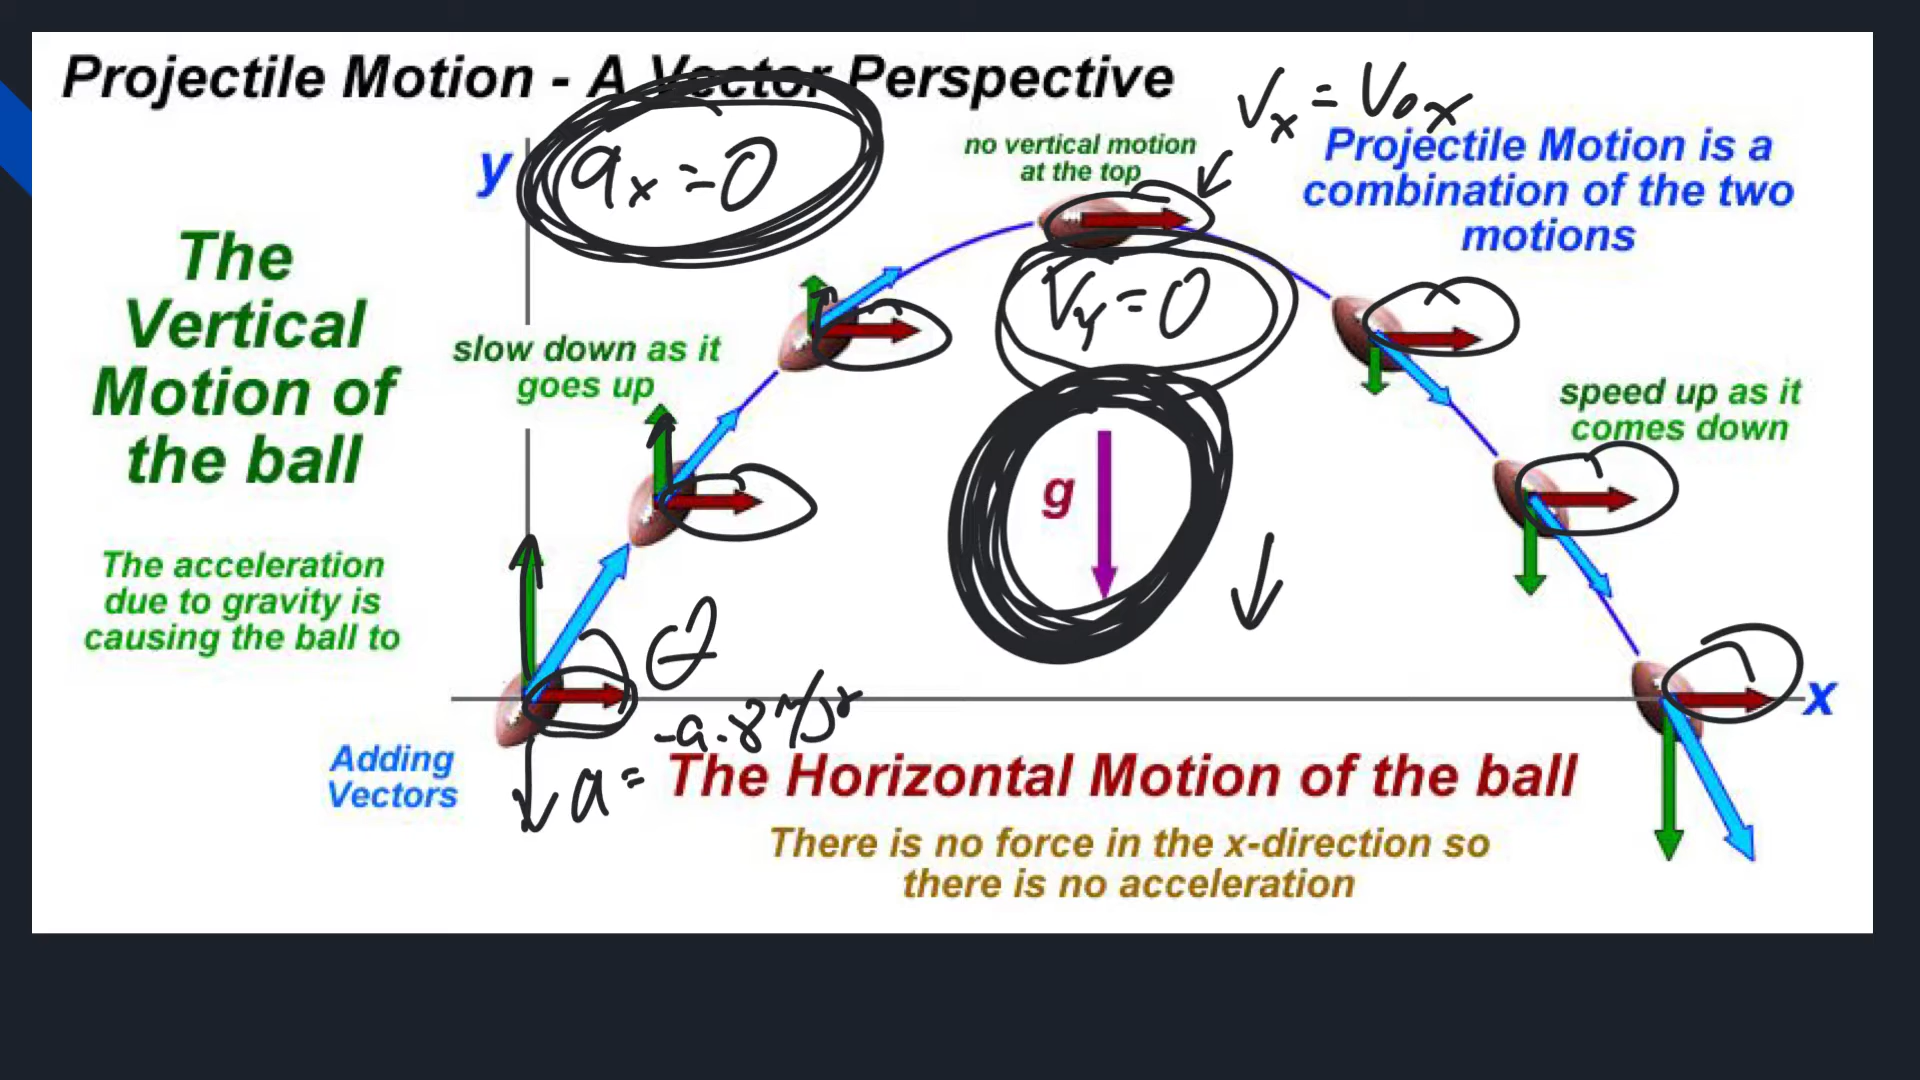 Projectile Motion - A Vector Perspective
Vx = V0x
y
ax = 0
no vertical motion
at the top
Projectile Motion is a
combination of the two
motions
The
Vertical
Motion of
the ball
slow down as it
goes up
Vy = 0
speed up as it
comes down
g
The acceleration
due to gravity is
causing the ball to
x
-9.8 m/s²
a =
Adding
Vectors
The Horizontal Motion of the ball
There is no force in the x-direction so
there is no acceleration